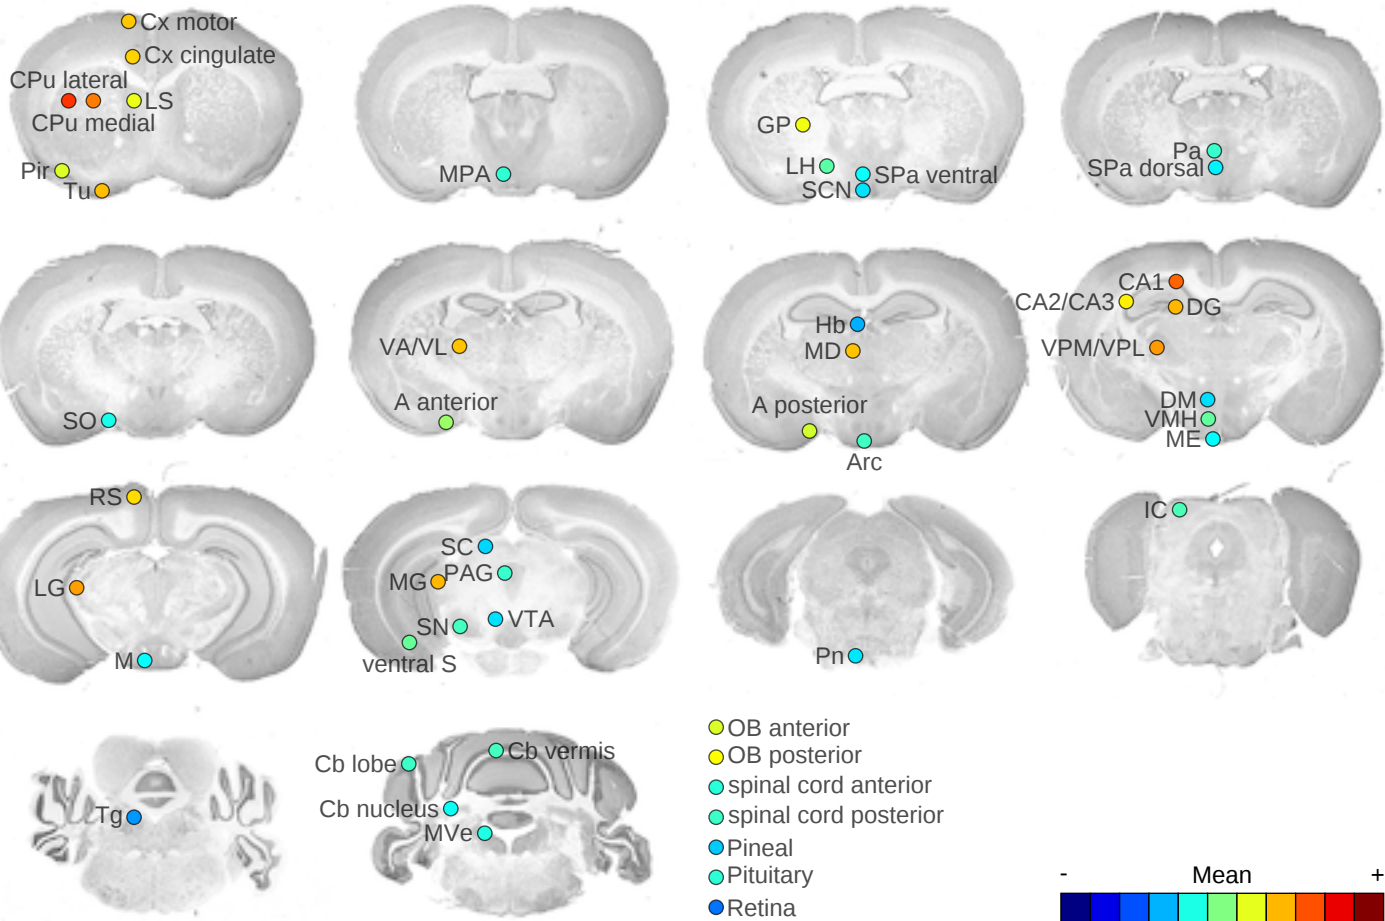 Cx motor
Cx cingulate
CPu lateral
LS
CPu medial
Pir
Tu
MPA
GP
LH
SPa ventral
SCN
Pa
SPa dorsal
SO
VA/VL
A anterior
Hb
MD
A posterior
Arc
CA1
CA2/CA3
DG
VPM/VPL
DM
VMH
ME
RS
LG
M
SC
PAG
MG
VTA
SN
ventral S
Pn
IC
Tg
Cb lobe
Cb vermis
Cb nucleus
MVe
OB anterior
OB posterior
spinal cord anterior
spinal cord posterior
Pineal
Pituitary
Retina
- Mean +